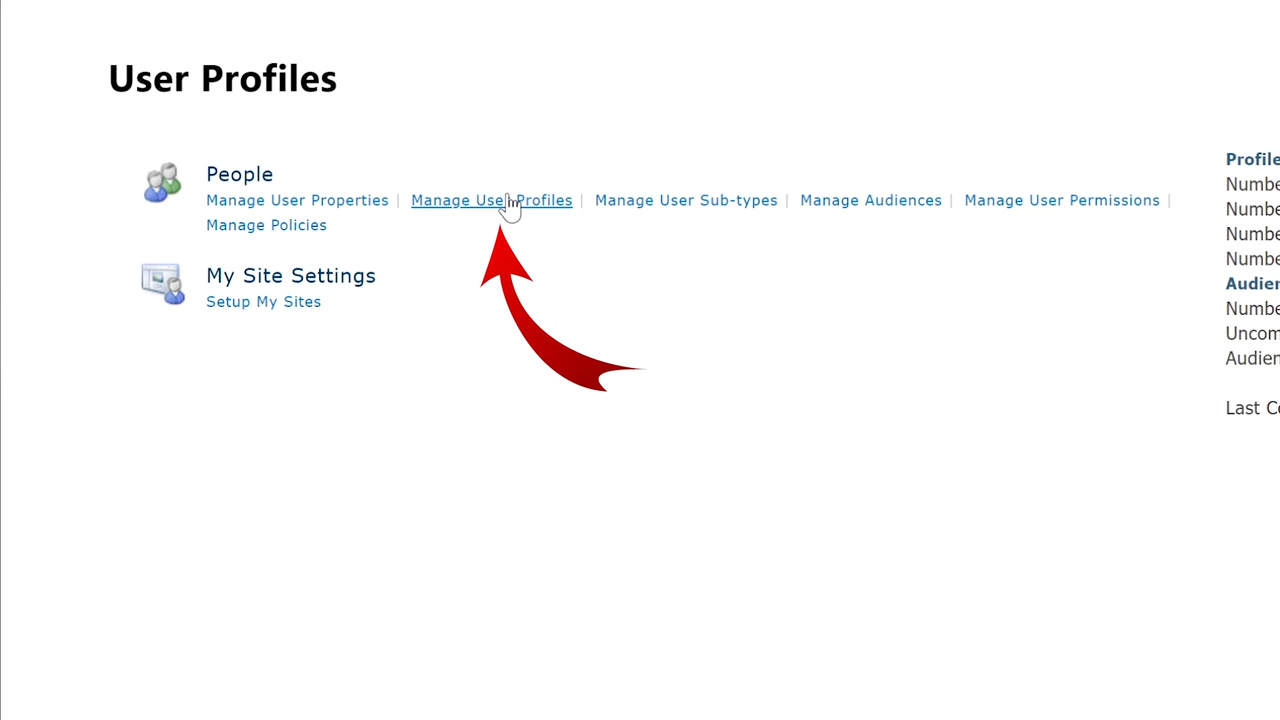 User Profiles
People
Manage User Properties | Manage User Profiles | Manage User Sub-types | Manage Audiences | Manage User Permissions |
Manage Policies
My Site Settings
Setup My Sites
Last